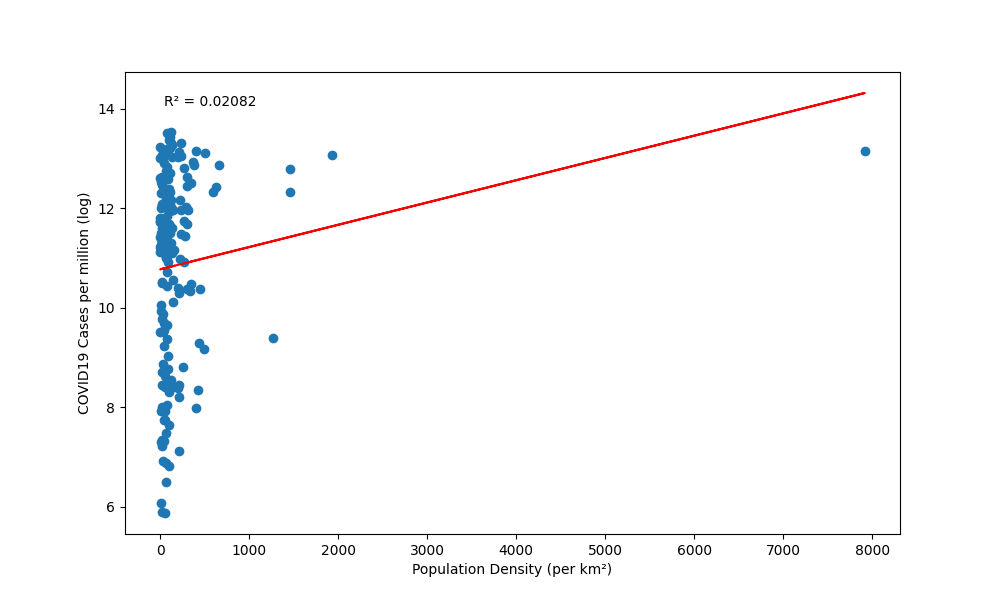 R² = 0.02082
14
12
10
8
6
COVID19 Cases per million (log)
0 1000 2000 3000 4000 5000 6000 7000 8000
Population Density (per km²)